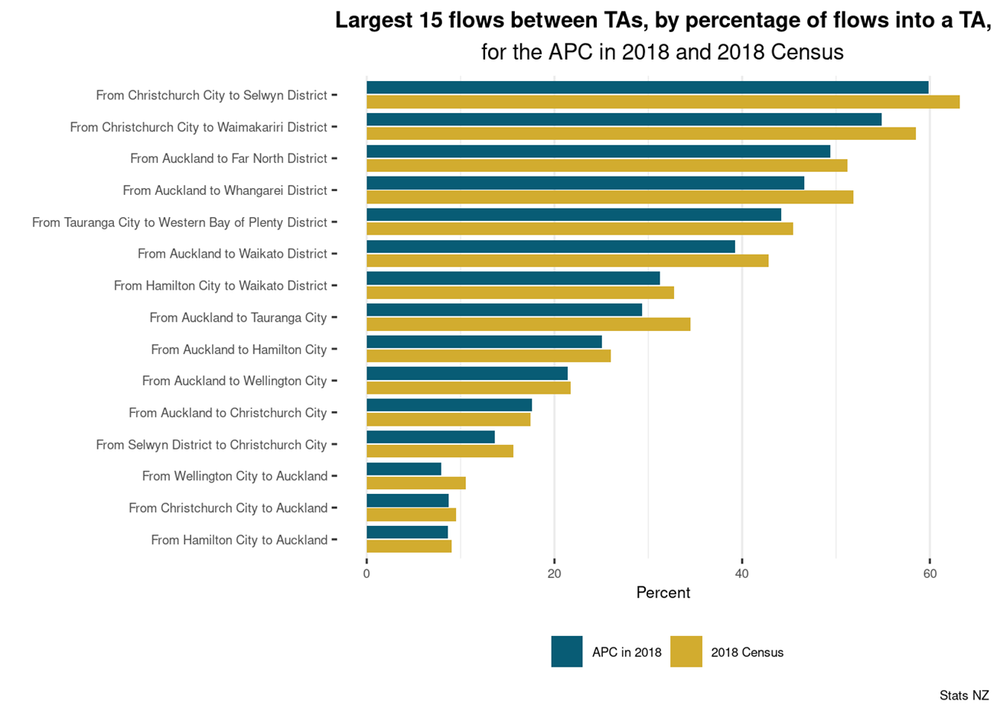 Largest 15 flows between TAs, by percentage of flows into a TA,
for the APC in 2018 and 2018 Census
From Christchurch City to Selwyn District
From Christchurch City to Waimakariri District
From Auckland to Far North District
From Auckland to Whangarei District
From Tauranga City to Western Bay of Plenty District
From Auckland to Waikato District
From Hamilton City to Waikato District
From Auckland to Tauranga City
From Auckland to Hamilton City
From Auckland to Wellington City
From Auckland to Christchurch City
From Selwyn District to Christchurch City
From Wellington City to Auckland
From Christchurch City to Auckland
From Hamilton City to Auckland
0 20 40 60
Percent
APC in 2018 2018 Census
Stats NZ